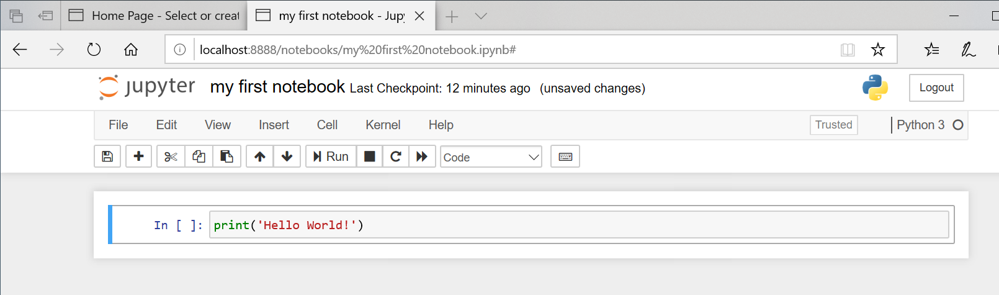 Home Page - Select or creat
my first notebook - Jupy
localhost:8888/notebooks/my%20first%20notebook.ipynb#
jupyter my first notebook Last Checkpoint: 12 minutes ago (unsaved changes) Logout
File Edit View Insert Cell Kernel Help Trusted Python 3
Run Code
In [ ]: print('Hello World!')